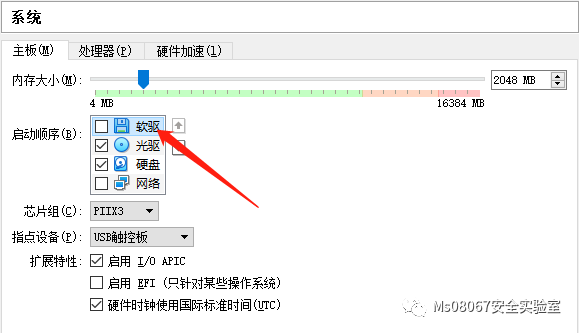 系统
主板(M) 处理器(P) 硬件加速(L)
内存大小(M): 2048 MB
4 MB 16384 MB
启动顺序(B): 软驱
光驱
硬盘
网络
芯片组(C): PIIX3
指点设备(P): USB触控板
扩展特性: 启用 I/O APIC
启用 EFI (只针对某些操作系统)
硬件时钟使用国际标准时间(UTC)
Ms08067安全实验室